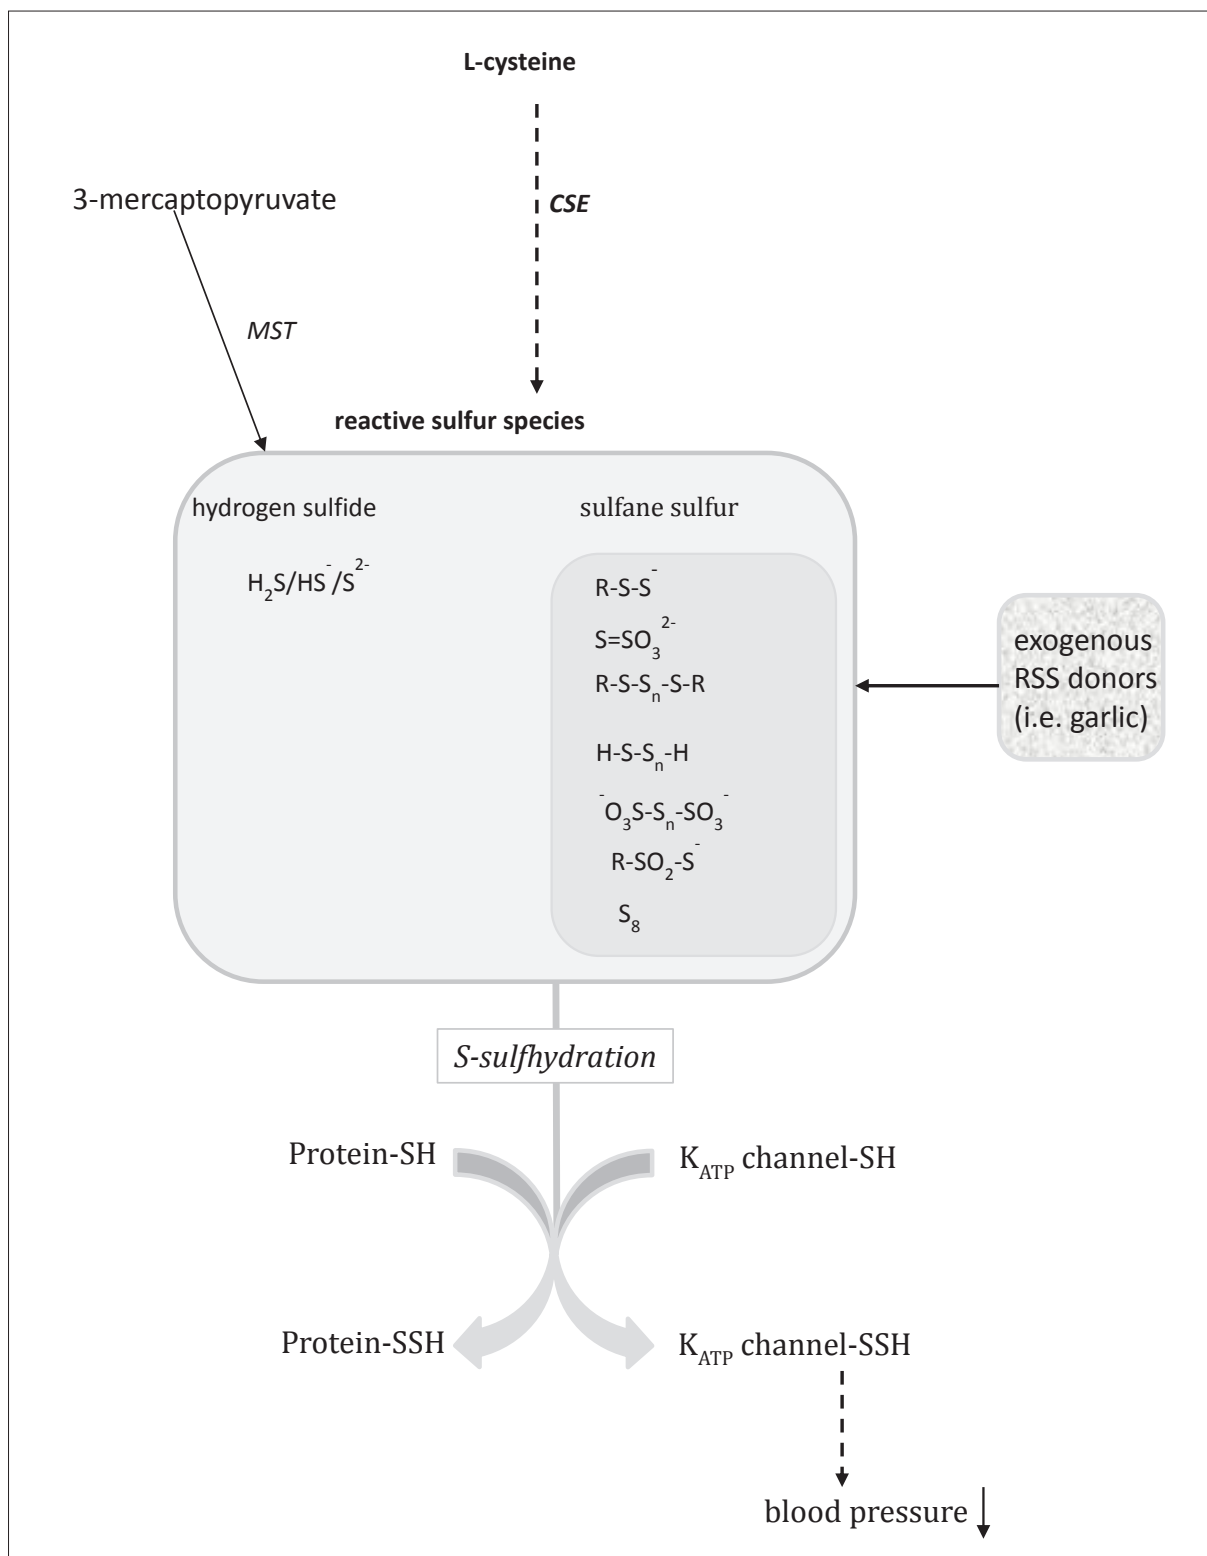 L-cysteine
3-mercaptopyruvate
CSE
MST
reactive sulfur species
hydrogen sulfide
sulfane sulfur
H₂S/HS⁻/S²⁻
R-S-S⁻
S=SO₃²⁻
R-S-Sₙ-S-R
H-S-Sₙ-H
⁻O₃S-Sₙ-SO₃⁻
R-SO₂-S⁻
S₈
exogenous
RSS donors
(i.e. garlic)
S-sulfhydration
Protein-SH
K_ATP channel-SH
Protein-SSH
K_ATP channel-SSH
blood pressure ↓